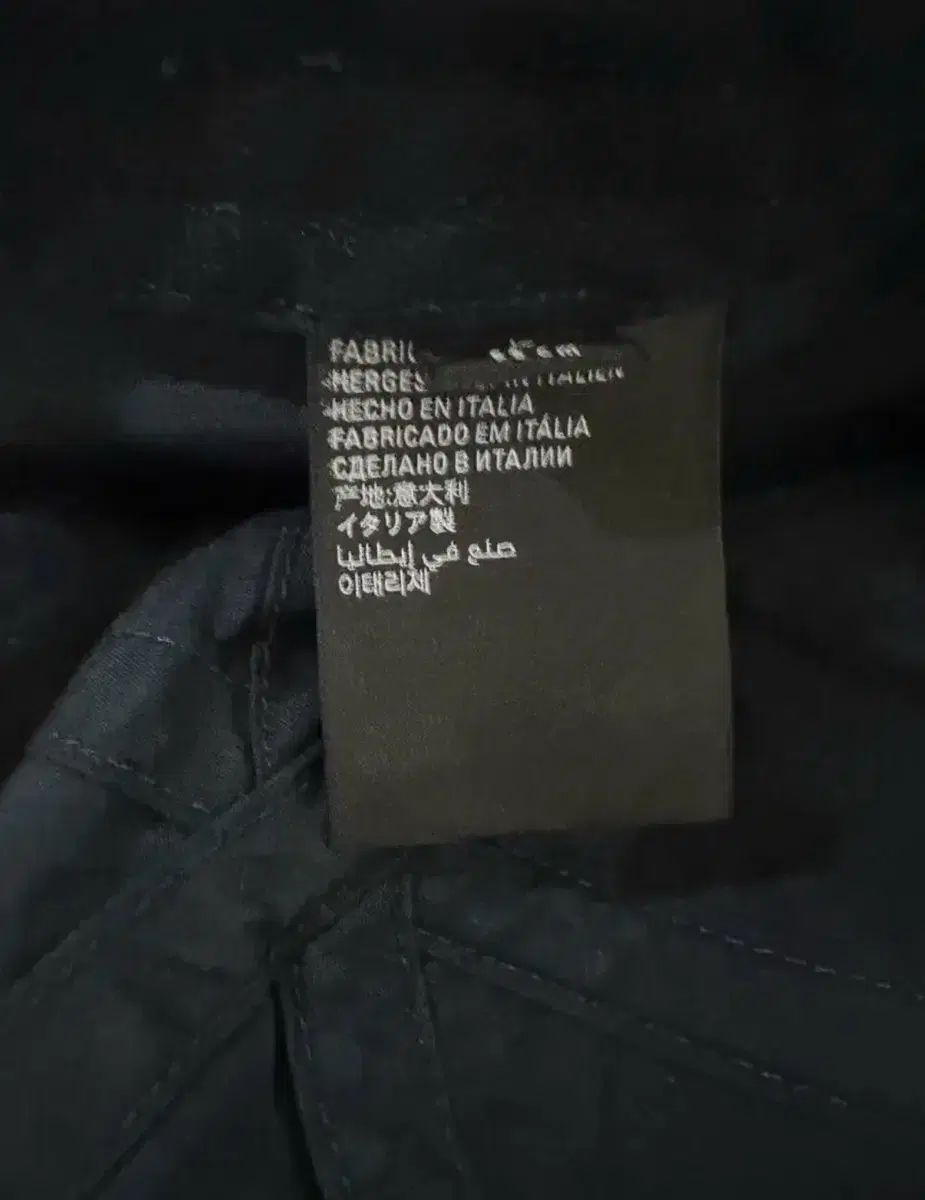 HECHO EN ITALIA
FABRICADO EM ITÁLIA
СДЕЛАНО В ИТАЛИИ
产地:意大利
イタリア製
صنع في إيطاليا
이태리제